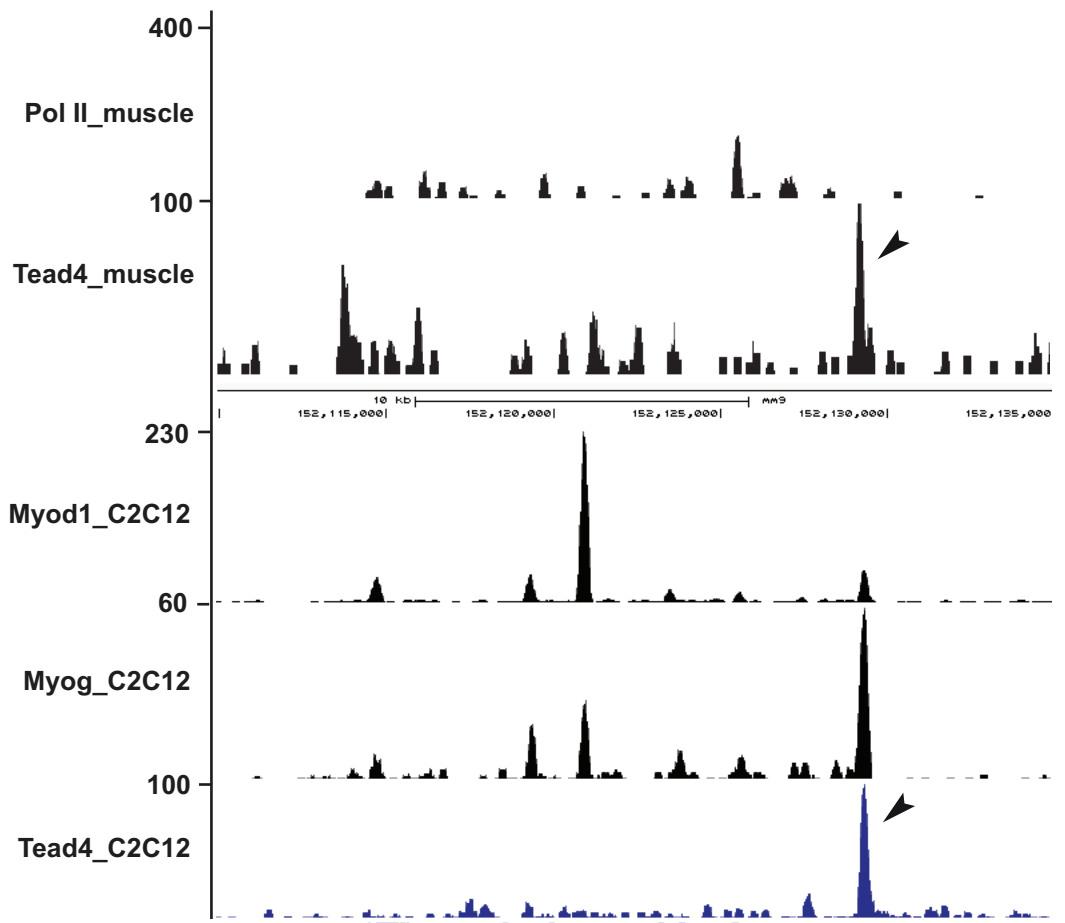 400
Pol II_muscle
100
Tead4_muscle
10 kb mm9
152,115,000| 152,120,000| 152,125,000| 152,130,000| 152,135,000
230
Myod1_C2C12
60
Myog_C2C12
100
Tead4_C2C12